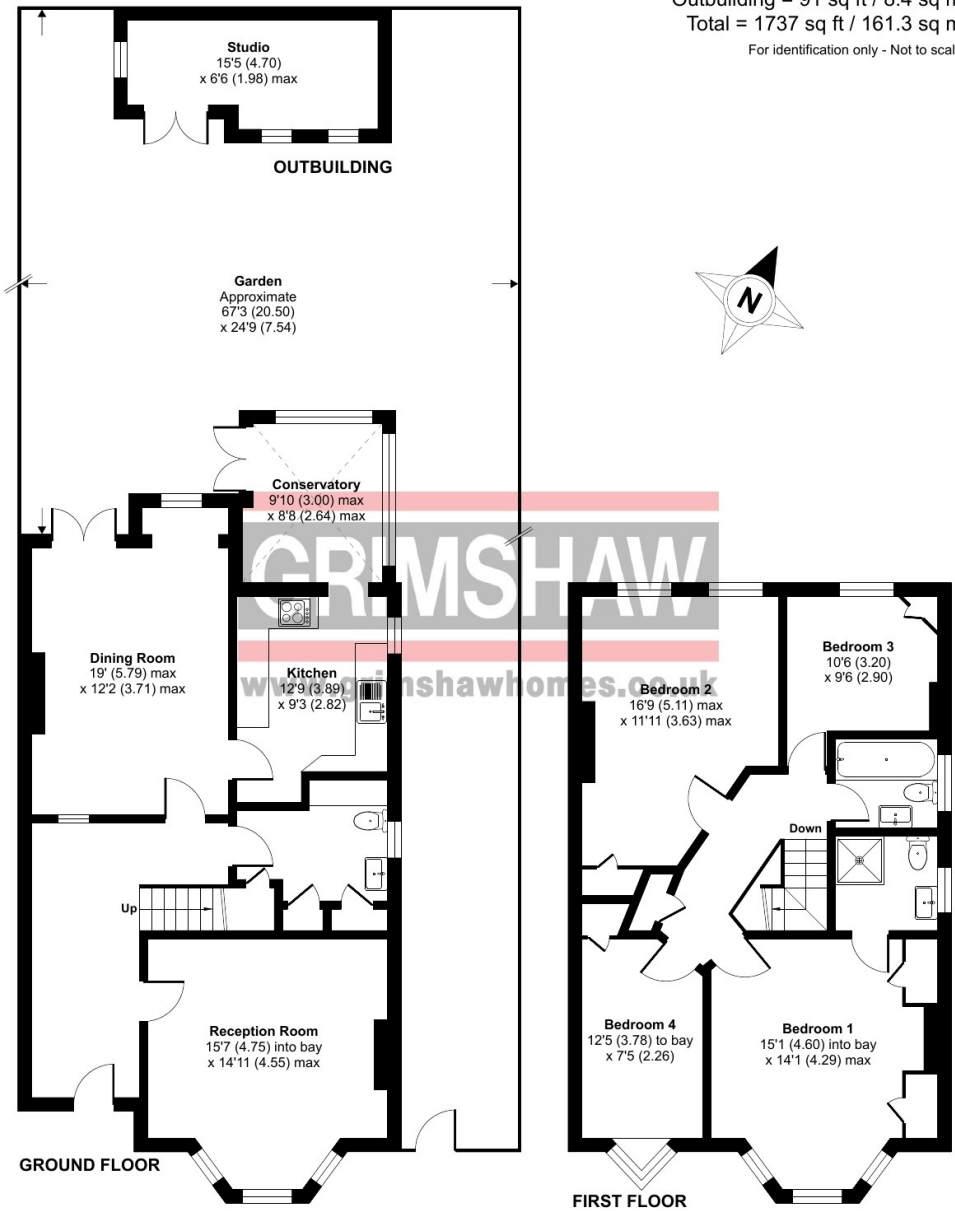 Outbuilding = 91 sq ft / 8.4 sq m
Total = 1737 sq ft / 161.3 sq m
For identification only - Not to scal
Studio
15'5 (4.70)
x 6'6 (1.98) max
OUTBUILDING
Garden
Approximate
67'3 (20.50)
x 24'9 (7.54)
N
Conservatory
9'10 (3.00) max
x 8'8 (2.64) max
GRIMSHAW
www.grimshawhomes.co.uk
Dining Room
19' (5.79) max
x 12'2 (3.71) max
Kitchen
12'9 (3.89)
x 9'3 (2.82)
Up
Reception Room
15'7 (4.75) into bay
x 14'11 (4.55) max
GROUND FLOOR
Bedroom 2
16'9 (5.11) max
x 11'11 (3.63) max
Bedroom 3
10'6 (3.20)
x 9'6 (2.90)
Down
Bedroom 4
12'5 (3.78) to bay
x 7'5 (2.26)
Bedroom 1
15'1 (4.60) into bay
x 14'1 (4.29) max
FIRST FLOOR